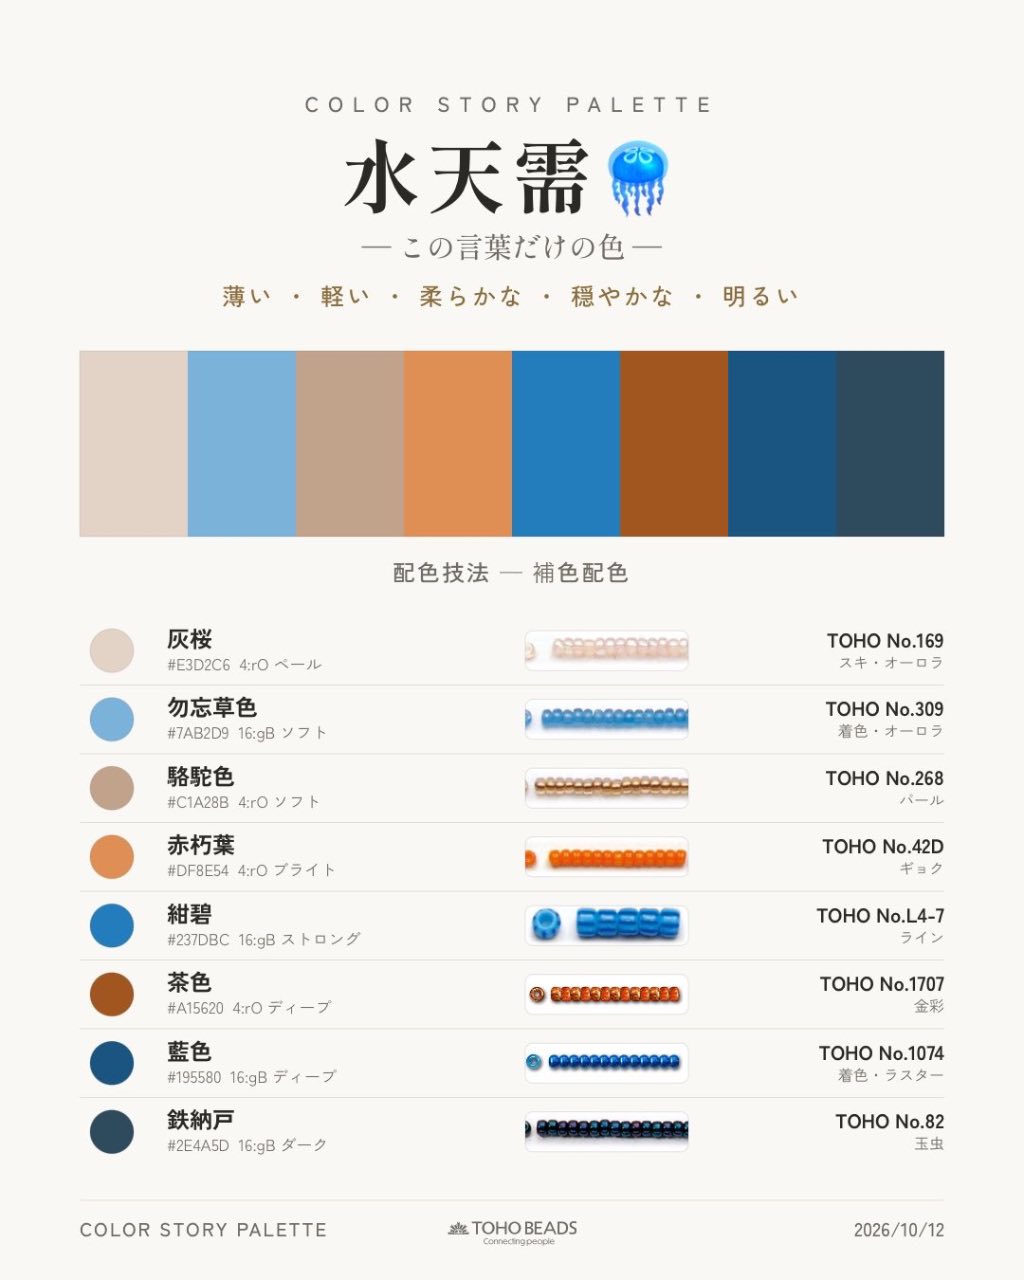 COLOR STORY PALETTE
水天需🪼
— この言葉だけの色 —
薄い ・ 軽い ・ 柔らかな ・ 穏やかな ・ 明るい
配色技法 — 補色配色
灰桜
#E3D2C6 4:rO ペール
TOHO No.169
スキ・オーロラ
勿忘草色
#7AB2D9 16:gB ソフト
TOHO No.309
着色・オーロラ
駱駝色
#C1A28B 4:rO ソフト
TOHO No.268
パール
赤朽葉
#DF8E54 4:rO ブライト
TOHO No.42D
ギョク
紺碧
#237DBC 16:gB ストロング
TOHO No.L4-7
ライン
茶色
#A15620 4:rO ディープ
TOHO No.1707
金彩
藍色
#195580 16:gB ディープ
TOHO No.1074
着色・ラスター
鉄納戸
#2E4A5D 16:gB ダーク
TOHO No.82
玉虫
COLOR STORY PALETTE
TOHO BEADS
Connecting people
2026/10/12